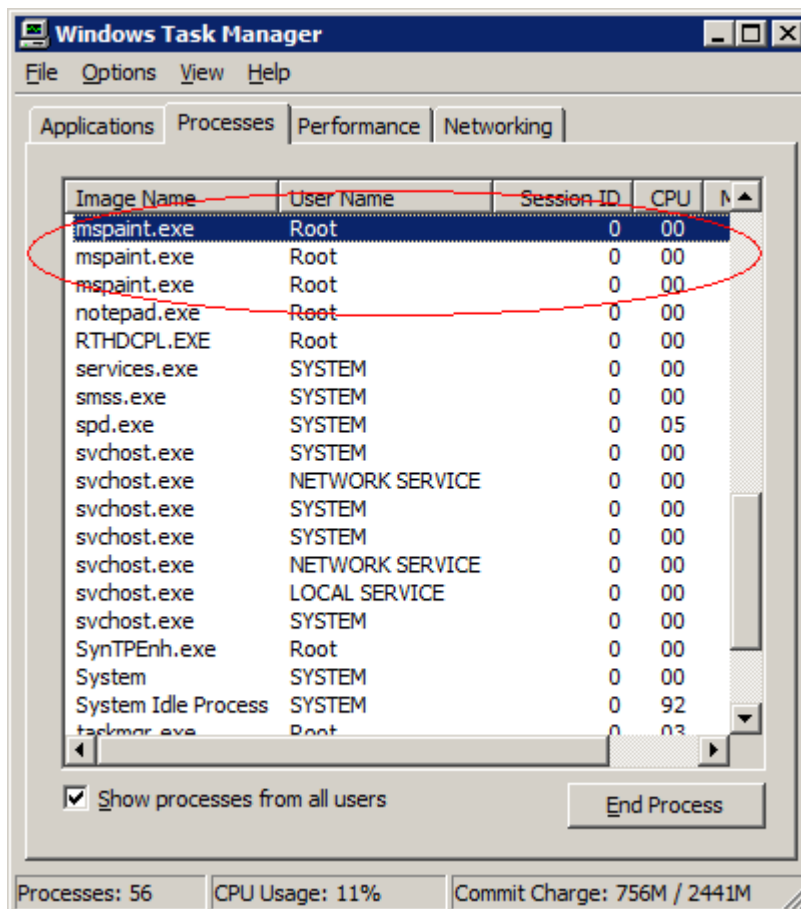 Windows Task Manager
File Options View Help
Applications Processes Performance Networking
Image Name User Name Session ID CPU
mspaint.exe Root 0 00
mspaint.exe Root 0 00
mspaint.exe Root 0 00
notepad.exe Root 0 00
RTHDCPL.EXE Root 0 00
services.exe SYSTEM 0 00
smss.exe SYSTEM 0 00
spd.exe SYSTEM 0 05
svchost.exe SYSTEM 0 00
svchost.exe NETWORK SERVICE 0 00
svchost.exe SYSTEM 0 00
svchost.exe SYSTEM 0 00
svchost.exe NETWORK SERVICE 0 00
svchost.exe LOCAL SERVICE 0 00
svchost.exe SYSTEM 0 00
SynTPEnh.exe Root 0 00
System SYSTEM 0 00
System Idle Process SYSTEM 0 92
taskmgr.exe Root 0 03
Show processes from all users End Process
Processes: 56 CPU Usage: 11% Commit Charge: 756M / 2441M